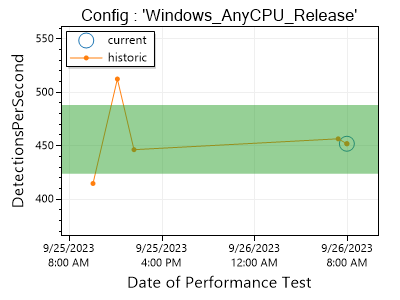 Config : 'Windows_AnyCPU_Release'
current
historic
DetectionsPerSecond
550
500
450
400
9/25/2023 9/25/2023 9/26/2023 9/26/2023
8:00 AM 4:00 PM 12:00 AM 8:00 AM
Date of Performance Test